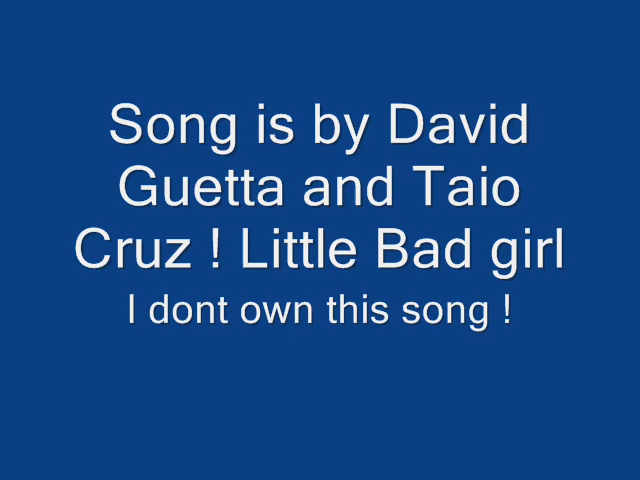 Song is by David
Guetta and Taio
Cruz ! Little Bad girl
I dont own this song !